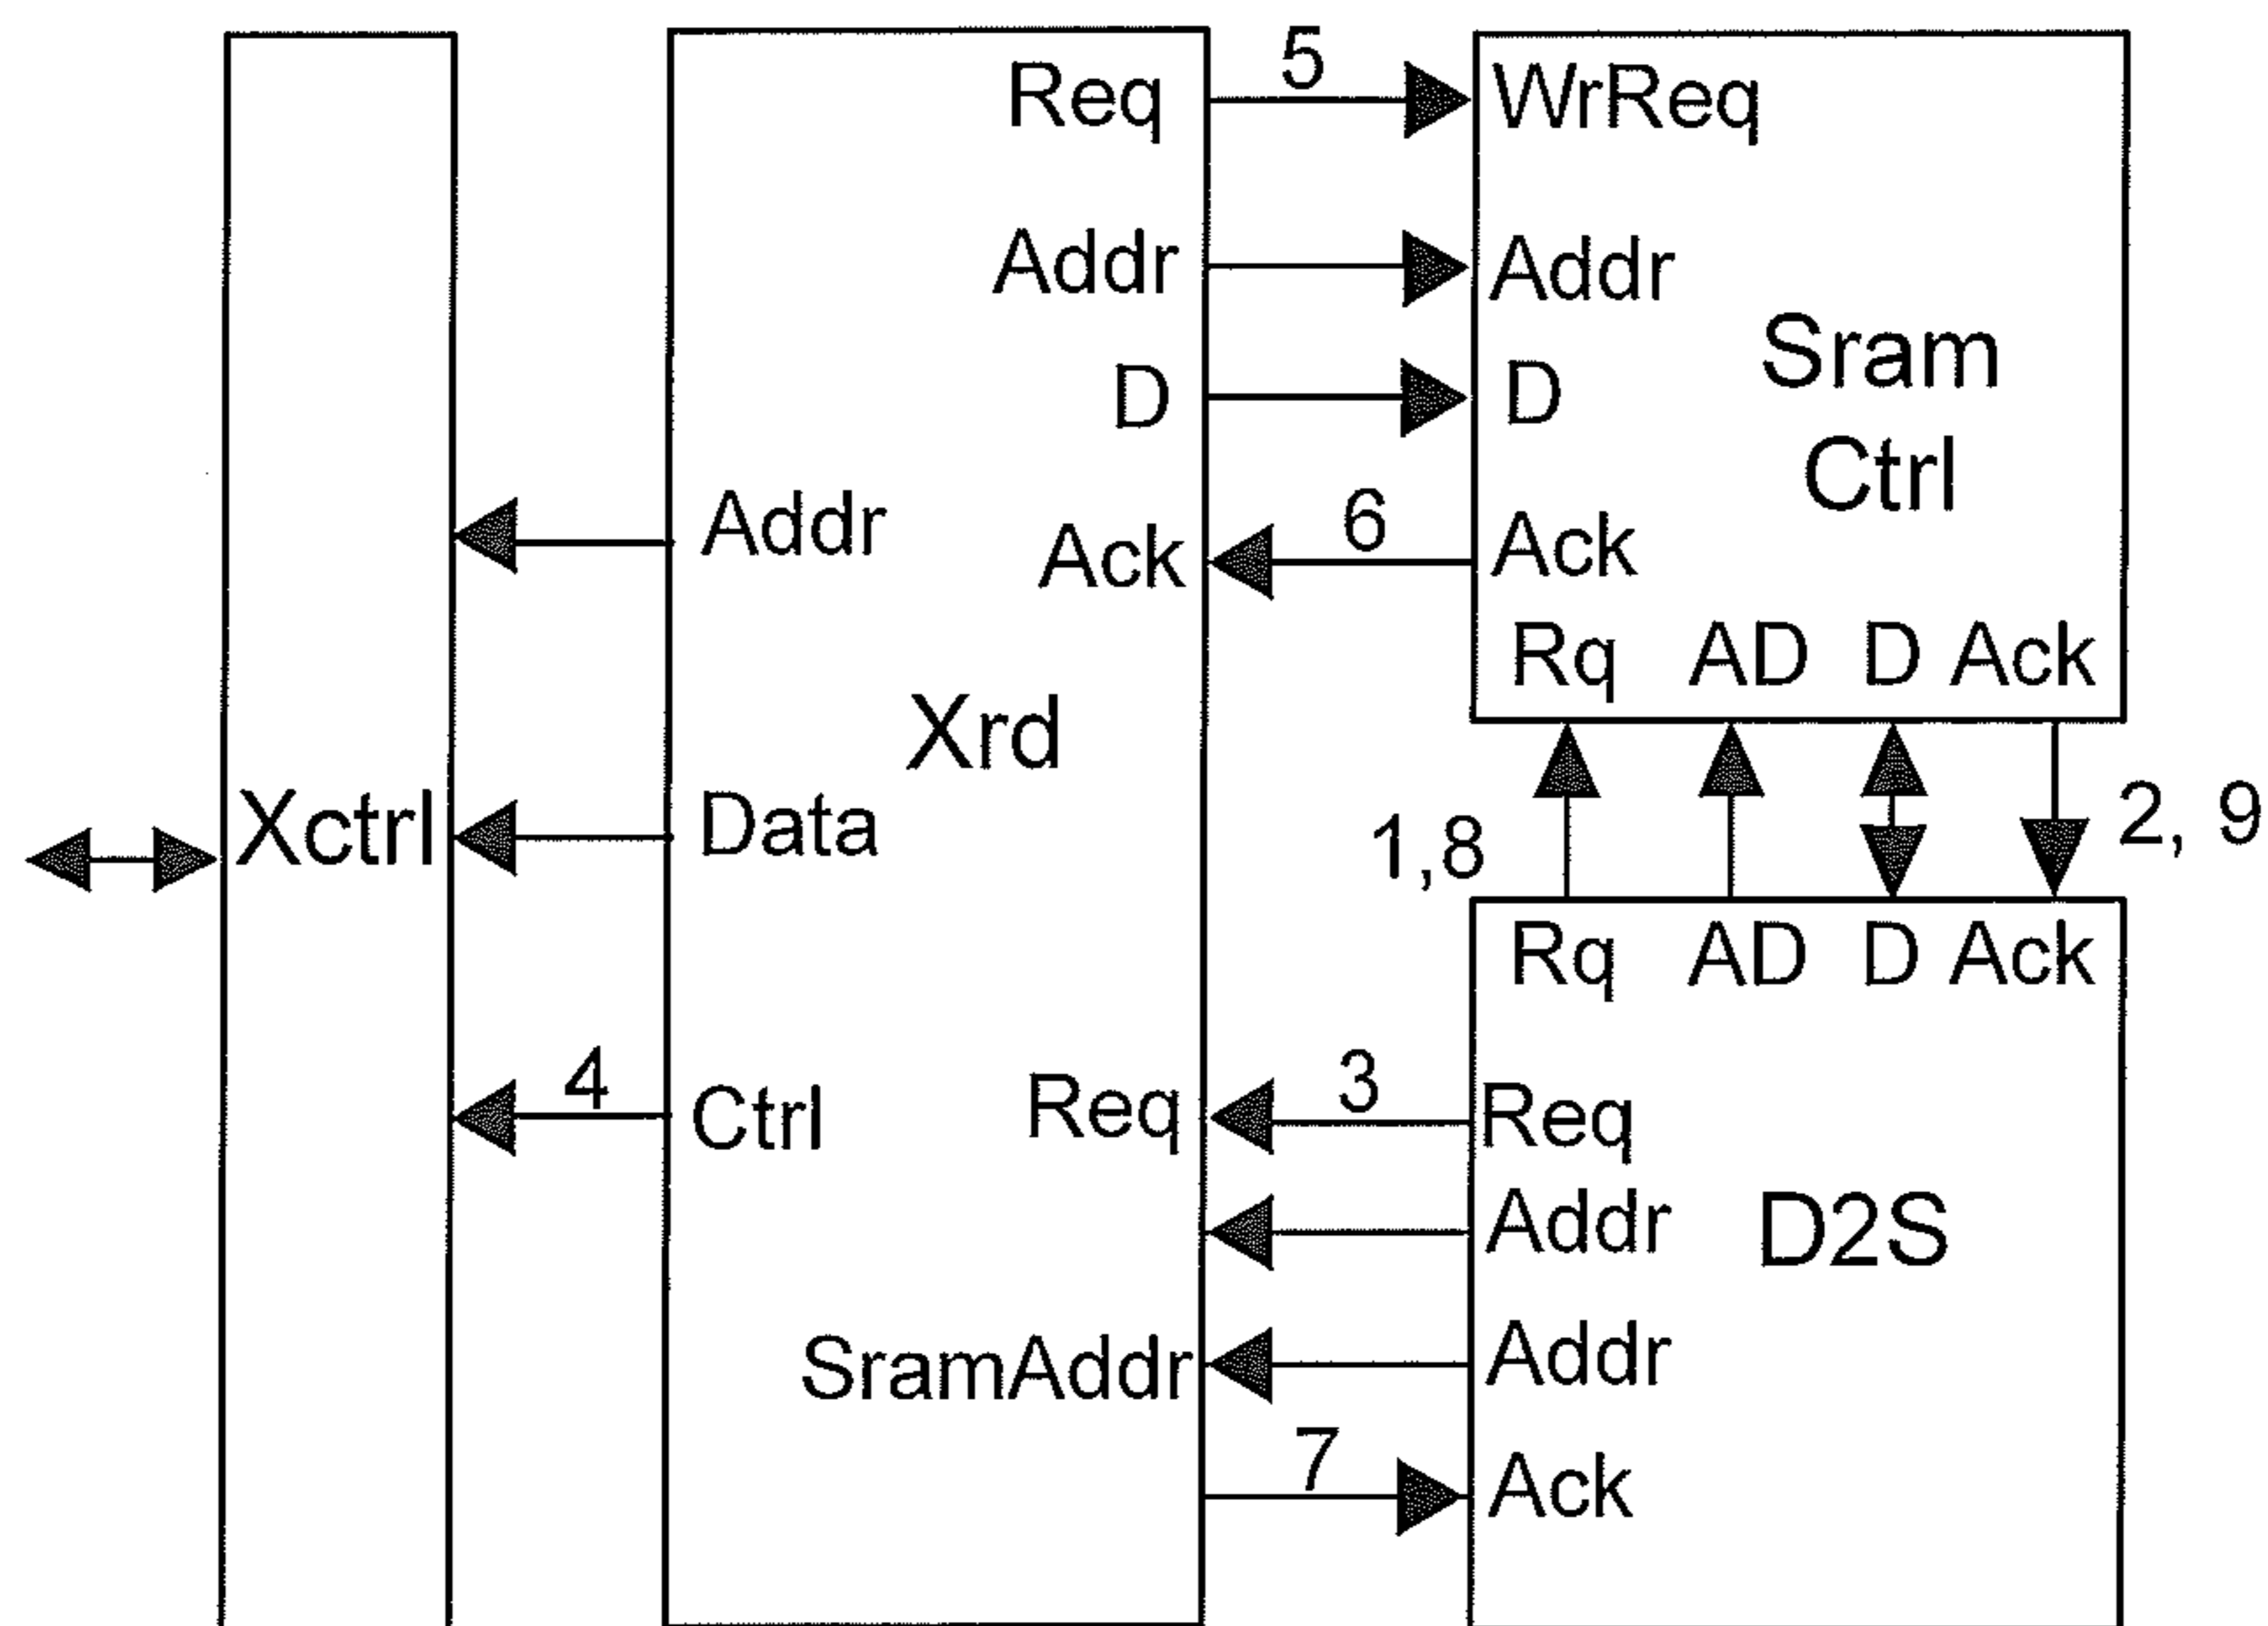 5
Req WrReq
Addr Addr
D D
Sram
Ctrl
Addr
6
Ack Ack
Rq AD D Ack
Xrd
Xctrl
Data
1,8
2, 9
Rq AD D Ack
4
Ctrl
3
Req Req
Addr
D2S
SramAddr Addr
7
Ack